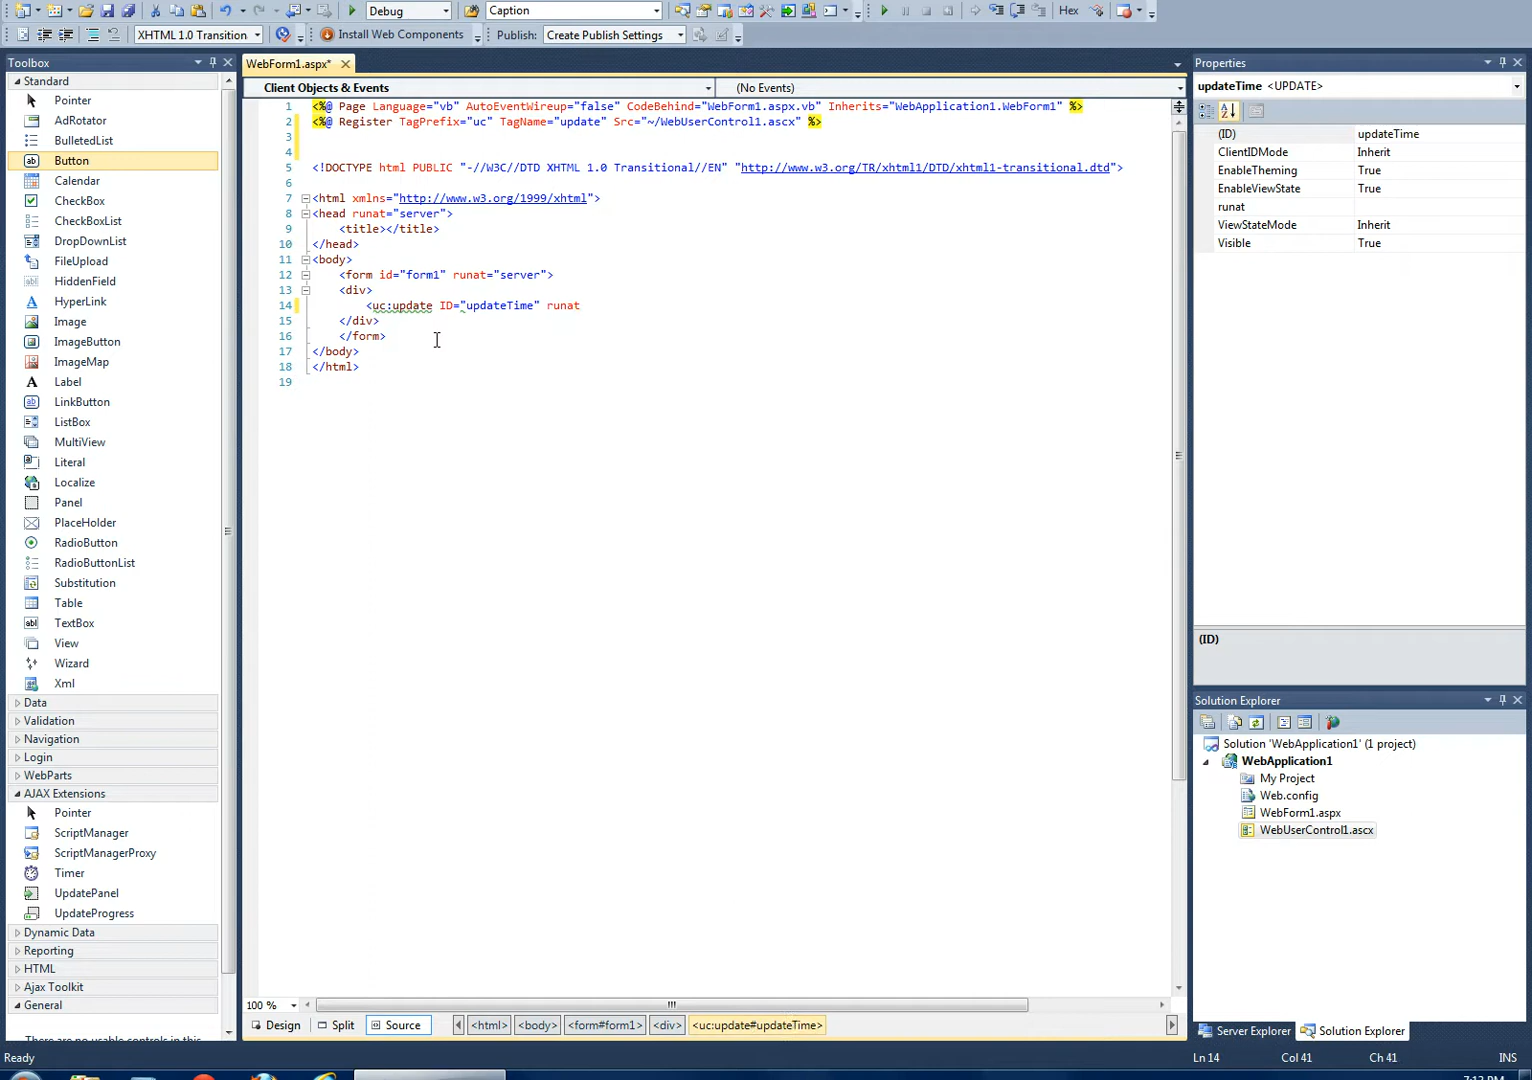 Debug
Caption
Hex
XHTML 1.0 Transition
Install Web Components
Publish:
Create Publish Settings
Toolbox
Standard
Pointer
AdRotator
BulletedList
Button
Calendar
CheckBox
CheckBoxList
DropDownList
FileUpload
HiddenField
HyperLink
Image
ImageButton
ImageMap
Label
LinkButton
ListBox
MultiView
Literal
Localize
Panel
PlaceHolder
RadioButton
RadioButtonList
Substitution
Table
TextBox
View
Wizard
Xml
Data
Validation
Navigation
Login
WebParts
AJAX Extensions
Pointer
ScriptManager
ScriptManagerProxy
Timer
UpdatePanel
UpdateProgress
Dynamic Data
Reporting
HTML
Ajax Toolkit
General
WebForm1.aspx*
Client Objects & Events
(No Events)
1 <%@ Page Language="vb" AutoEventWireup="false" CodeBehind="WebForm1.aspx.vb" Inherits="WebApplication1.WebForm1" %>
2 <%@ Register TagPrefix="uc" TagName="update" Src="~/WebUserControl1.ascx" %>
3
4
5 <!DOCTYPE html PUBLIC "-//W3C//DTD XHTML 1.0 Transitional//EN" "http://www.w3.org/TR/xhtml1/DTD/xhtml1-transitional.dtd">
6
7 <html xmlns="http://www.w3.org/1999/xhtml">
8 <head runat="server">
9 <title></title>
10 </head>
11 <body>
12 <form id="form1" runat="server">
13 <div>
14 <uc:update ID="updateTime" runat
15 </div>
16 </form>
17 </body>
18 </html>
19
100 %
Design
Split
Source
<html>
<body>
<form#form1>
<div>
<uc:update#updateTime>
Properties
updateTime <UPDATE>
(ID) updateTime
ClientIDMode Inherit
EnableTheming True
EnableViewState True
runat
ViewStateMode Inherit
Visible True
(ID)
Solution Explorer
Solution 'WebApplication1' (1 project)
WebApplication1
My Project
Web.config
WebForm1.aspx
WebUserControl1.ascx
Server Explorer
Solution Explorer
Ready
Ln 14
Col 41
Ch 41
INS